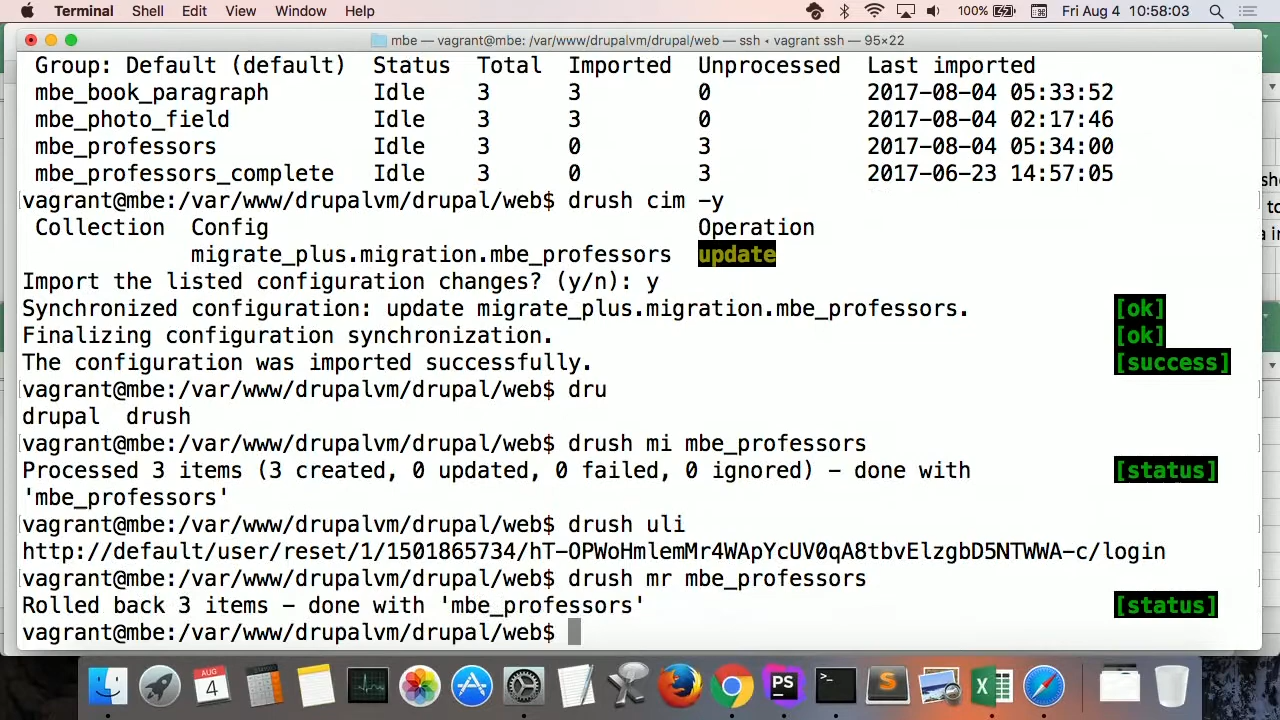 Terminal Shell Edit View Window Help 100% Fri Aug 4 10:58:03
mbe — vagrant@mbe: /var/www/drupalvm/drupal/web — ssh • vagrant ssh — 95×22
Group: Default (default) Status Total Imported Unprocessed Last imported
mbe_book_paragraph Idle 3 3 0 2017-08-04 05:33:52
mbe_photo_field Idle 3 3 0 2017-08-04 02:17:46
mbe_professors Idle 3 0 3 2017-08-04 05:34:00
mbe_professors_complete Idle 3 0 3 2017-06-23 14:57:05
vagrant@mbe:/var/www/drupalvm/drupal/web$ drush cim -y
Collection Config Operation
migrate_plus.migration.mbe_professors update
Import the listed configuration changes? (y/n): y
Synchronized configuration: update migrate_plus.migration.mbe_professors. [ok]
Finalizing configuration synchronization. [ok]
The configuration was imported successfully. [success]
vagrant@mbe:/var/www/drupalvm/drupal/web$ dru
drupal drush
vagrant@mbe:/var/www/drupalvm/drupal/web$ drush mi mbe_professors
Processed 3 items (3 created, 0 updated, 0 failed, 0 ignored) - done with [status]
'mbe_professors'
vagrant@mbe:/var/www/drupalvm/drupal/web$ drush uli
http://default/user/reset/1/1501865734/hT-OPWoHmlemMr4WApYcUV0qA8tbvElzgbD5NTWWA-c/login
vagrant@mbe:/var/www/drupalvm/drupal/web$ drush mr mbe_professors
Rolled back 3 items - done with 'mbe_professors' [status]
vagrant@mbe:/var/www/drupalvm/drupal/web$
AUG
4
PS